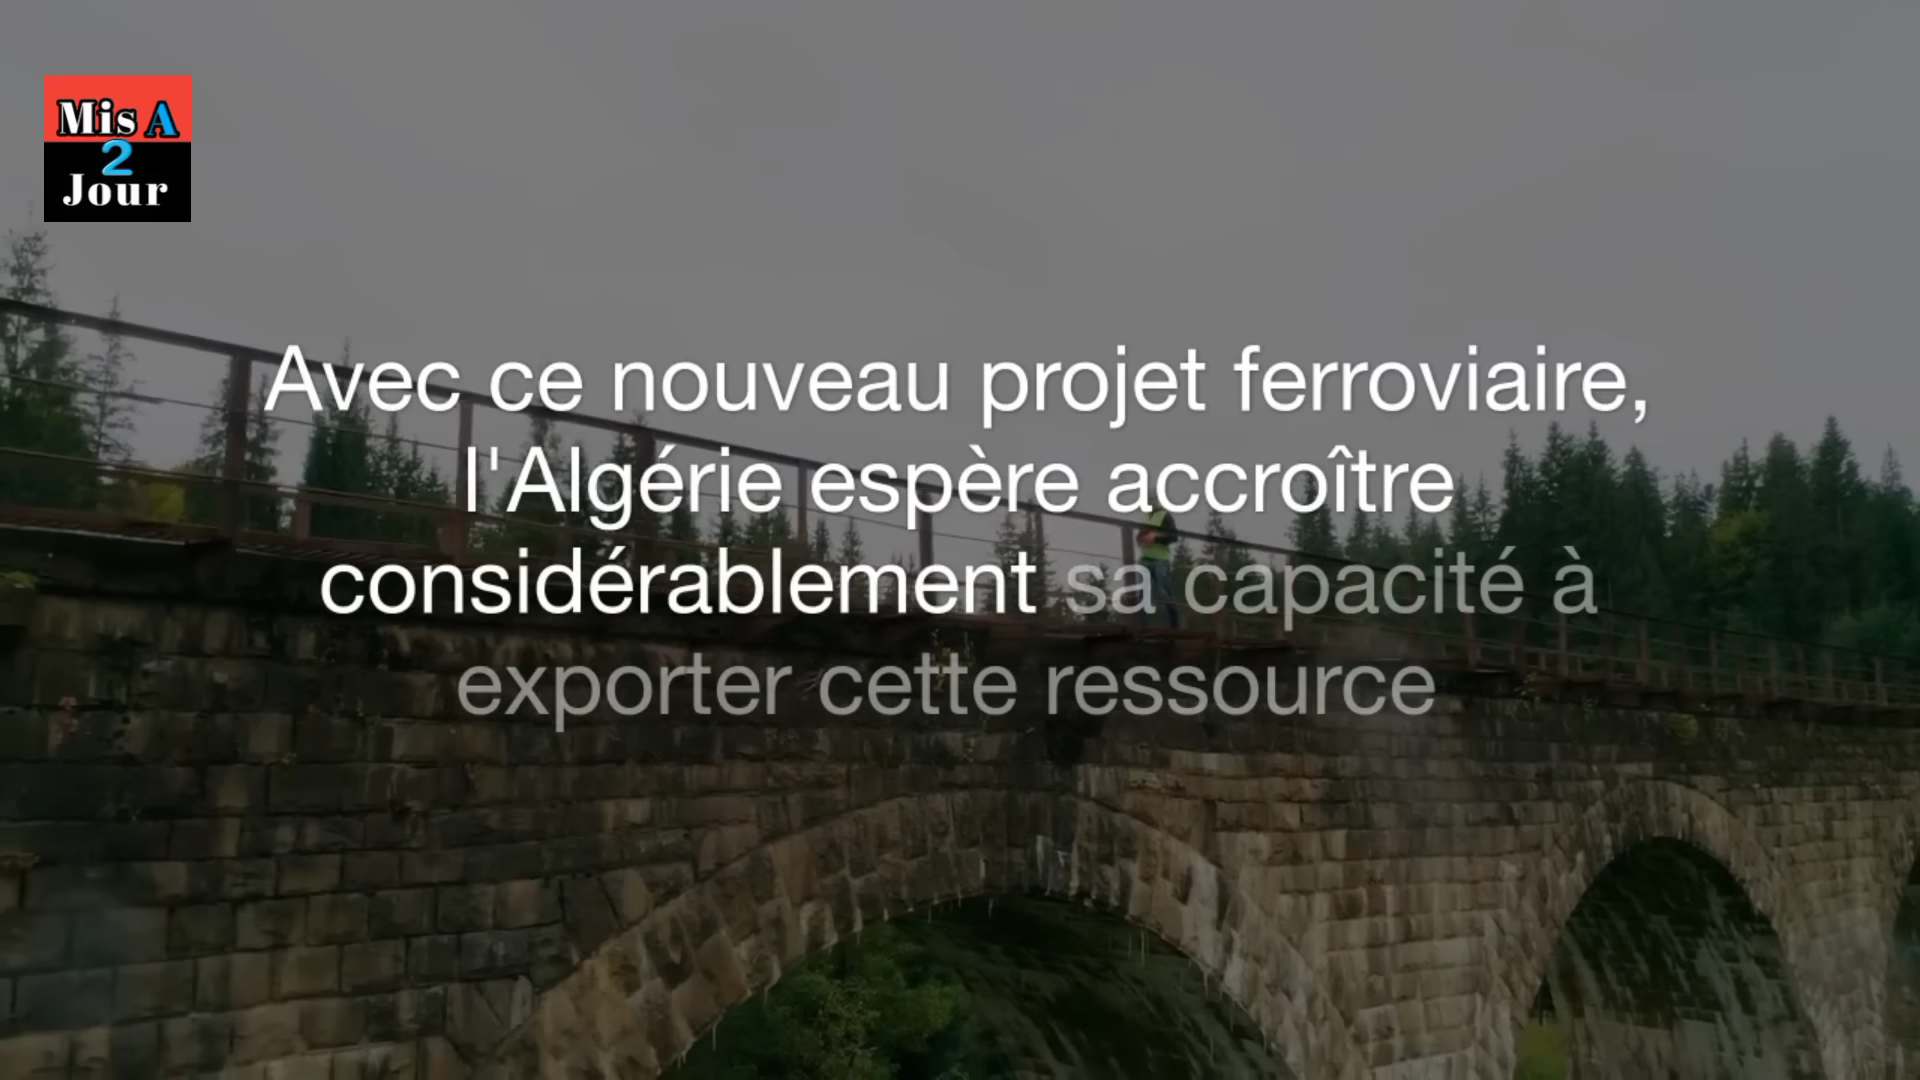 Mis A
2
Jour
Avec ce nouveau projet ferroviaire,
l'Algérie espère accroître
considérablement sa capacité à
exporter cette ressource